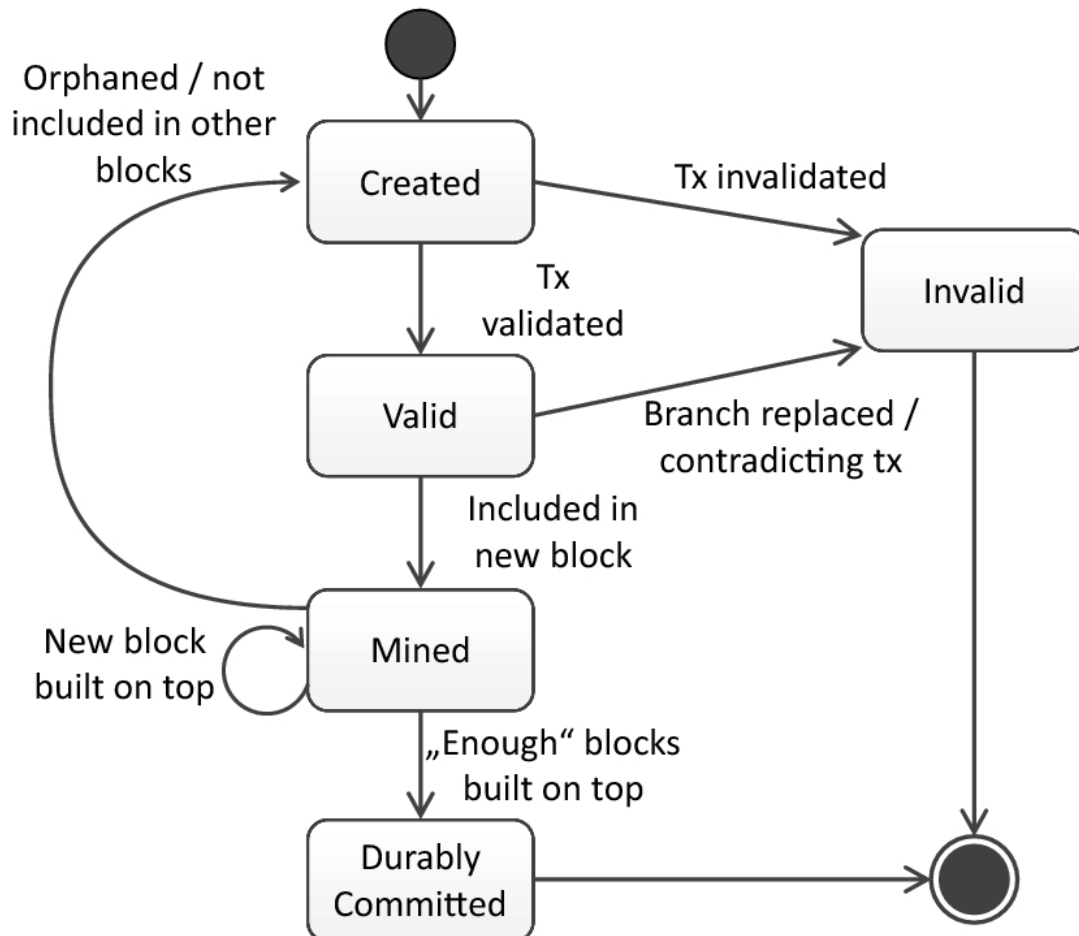 Orphaned / not
included in other
blocks
Created
Tx invalidated
Invalid
Tx
validated
Valid
Branch replaced /
contradicting tx
Included in
new block
New block
built on top
Mined
„Enough“ blocks
built on top
Durably
Committed